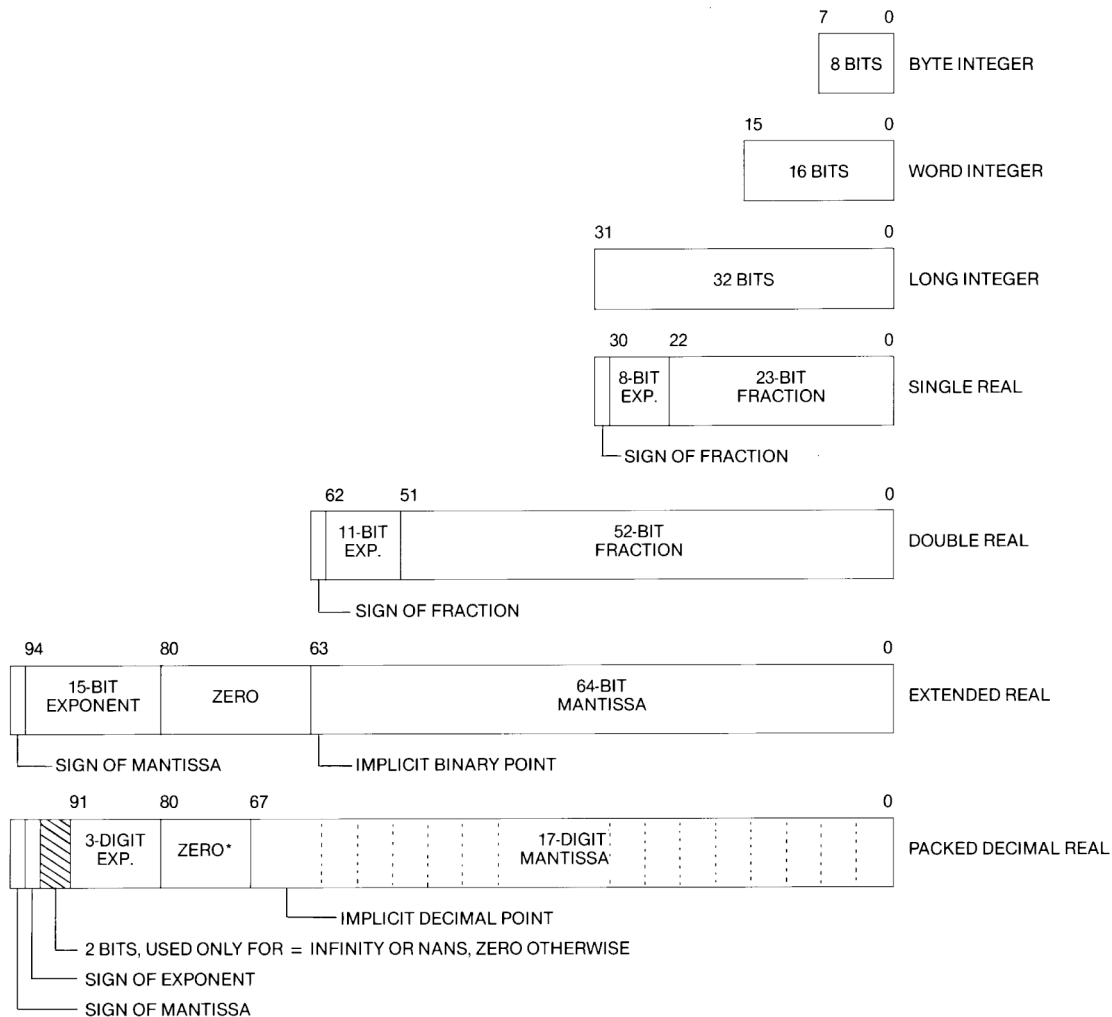 7 0
8 BITS BYTE INTEGER
15 0
16 BITS WORD INTEGER
31 0
32 BITS LONG INTEGER
30 22 0
8-BIT EXP. 23-BIT FRACTION SINGLE REAL
SIGN OF FRACTION
62 51 0
11-BIT EXP. 52-BIT FRACTION DOUBLE REAL
SIGN OF FRACTION
94 80 63 0
15-BIT EXPONENT ZERO 64-BIT MANTISSA EXTENDED REAL
SIGN OF MANTISSA IMPLICIT BINARY POINT
91 80 67 0
3-DIGIT EXP. ZERO* 17-DIGIT MANTISSA PACKED DECIMAL REAL
IMPLICIT DECIMAL POINT
2 BITS, USED ONLY FOR = INFINITY OR NANS, ZERO OTHERWISE
SIGN OF EXPONENT
SIGN OF MANTISSA